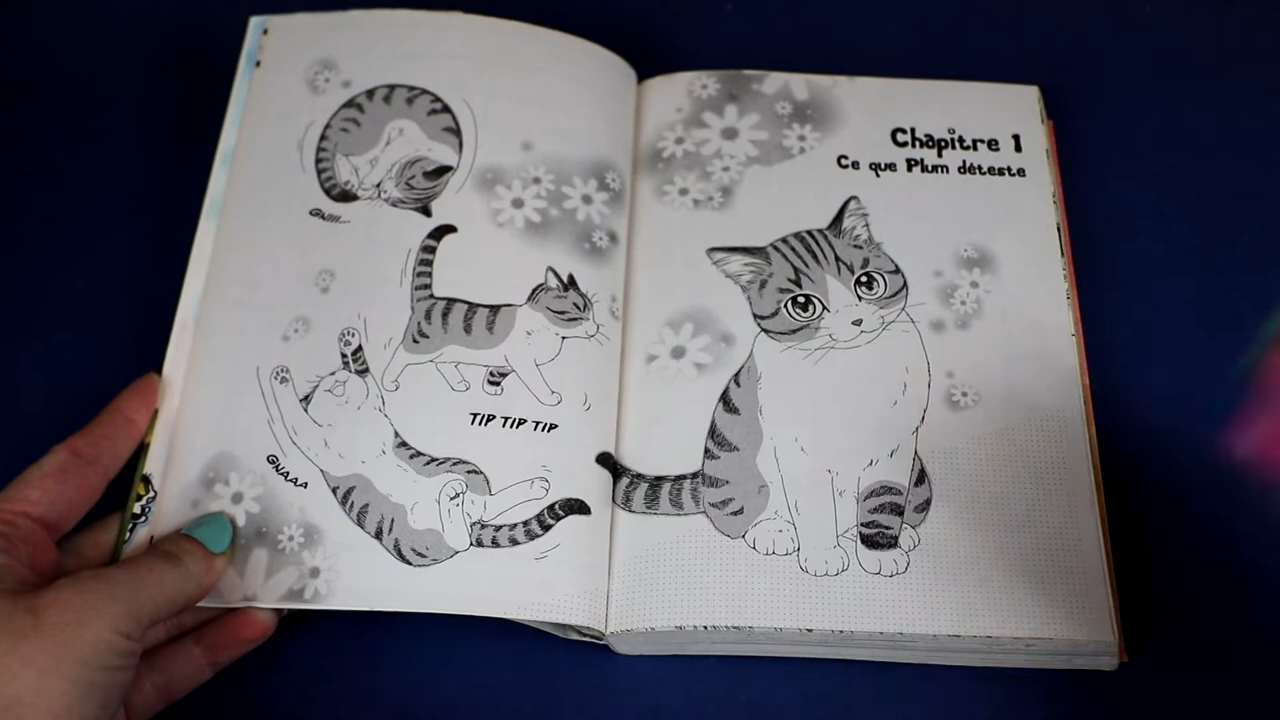 GNIII...
TIP TIP TIP
GNAAA
Chapitre 1
Ce que Plum déteste